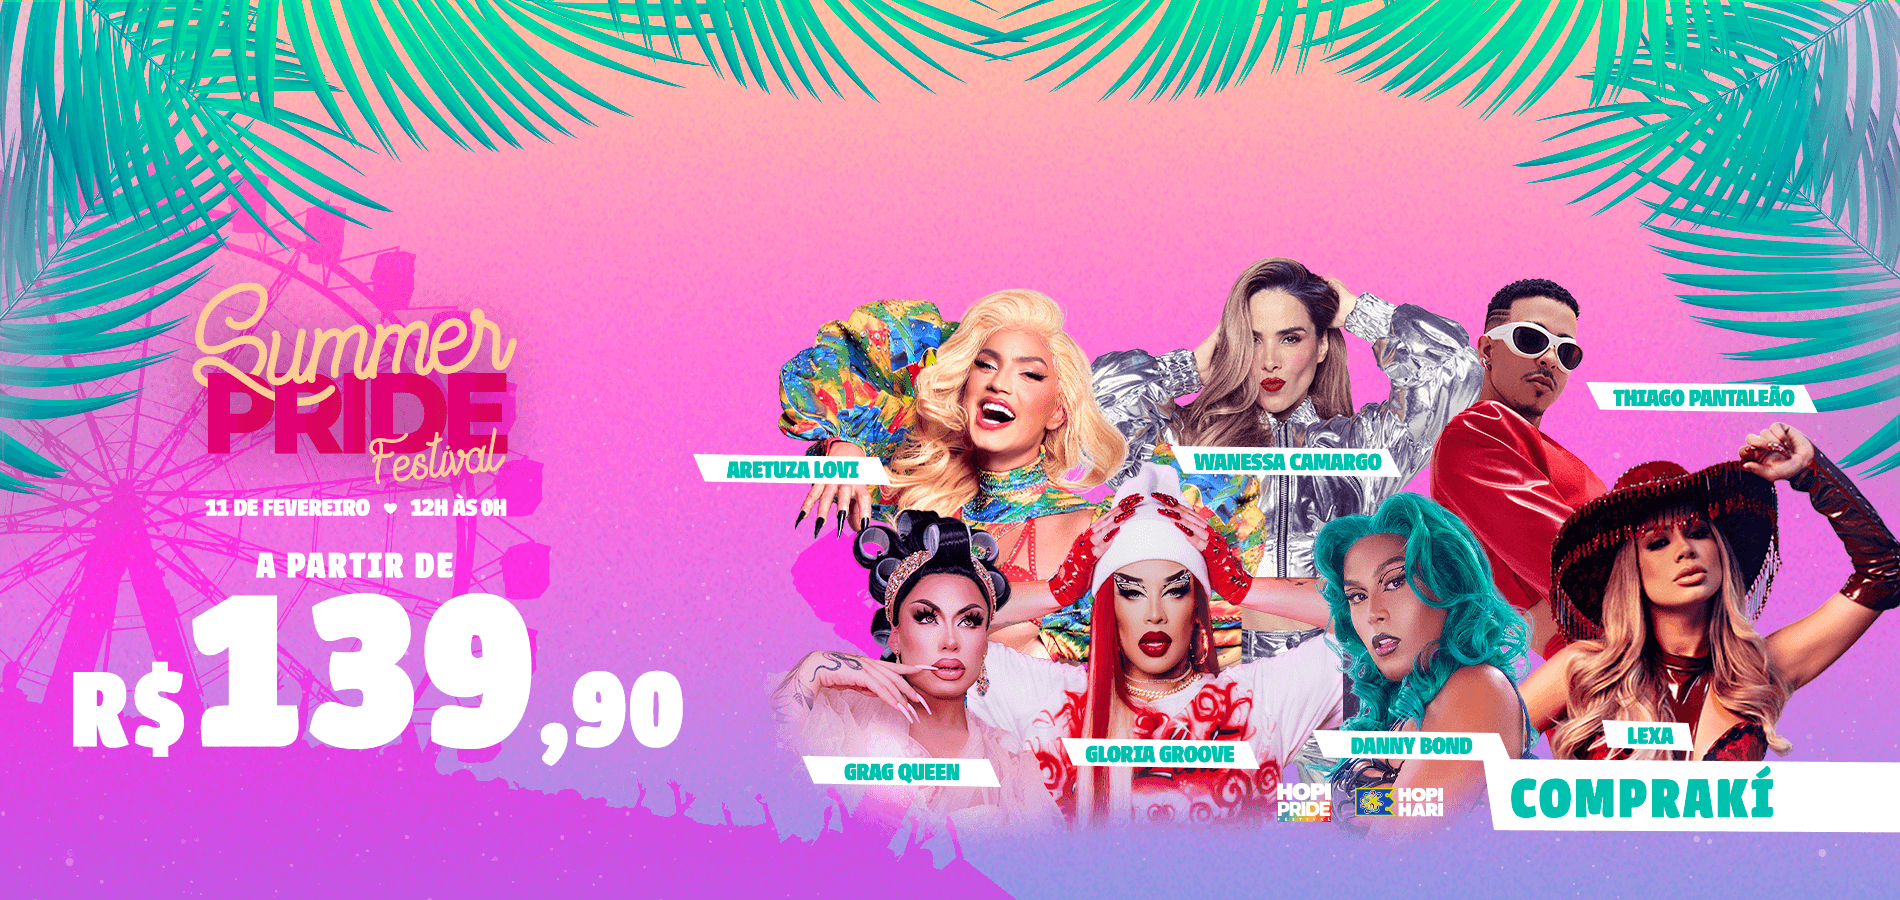 Summer
PRIDE
Festival
11 DE FEVEREIRO ♥ 12H ÀS 0H
A PARTIR DE
R$139,90
ARETUZA LOVI
WANESSA CAMARGO
THIAGO PANTALEÃO
GRAG QUEEN
GLORIA GROOVE
DANNY BOND
LEXA
HOPI
PRIDE
FESTIVAL
HOPI
HARI
COMPRAKÍ